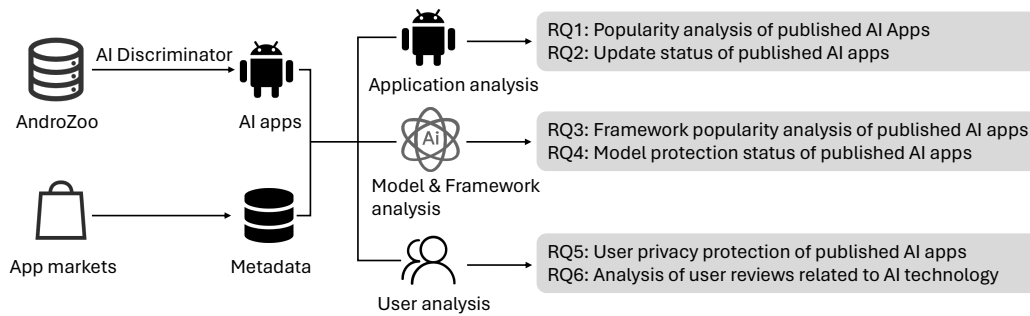 AI Discriminator
AndroZoo
AI apps
App markets
Metadata
Application analysis
Ai
Model & Framework
analysis
User analysis
RQ1: Popularity analysis of published AI Apps
RQ2: Update status of published AI apps
RQ3: Framework popularity analysis of published AI apps
RQ4: Model protection status of published AI apps
RQ5: User privacy protection of published AI apps
RQ6: Analysis of user reviews related to AI technology